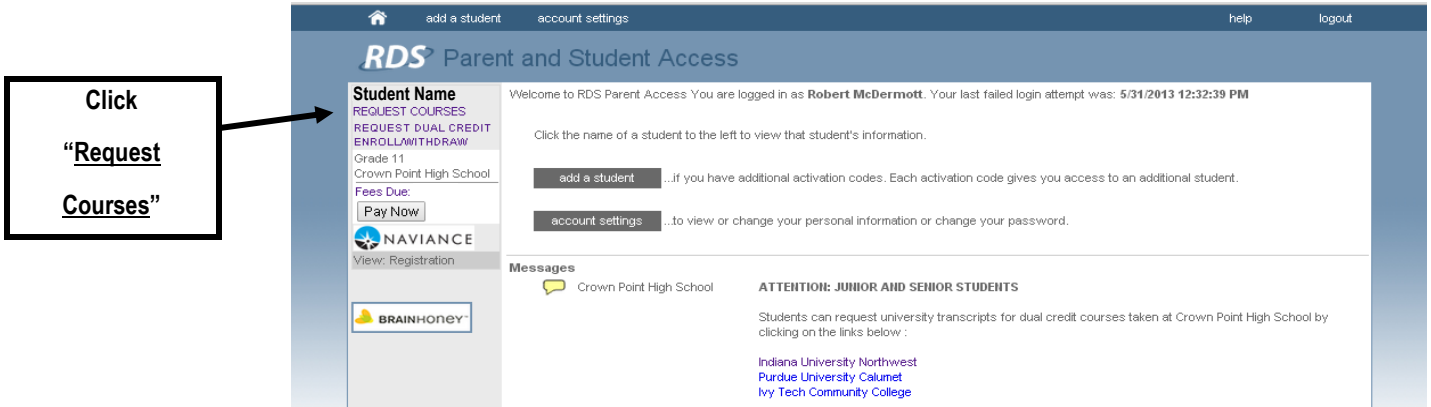 add a student account settings help logout
RDS Parent and Student Access
Click
“Request
Courses”
Student Name
REQUEST COURSES
REQUEST DUAL CREDIT
ENROLL/WITHDRAW
Grade 11
Crown Point High School
Fees Due:
Pay Now
NAVIANCE
View: Registration
BRAINHONEY
Welcome to RDS Parent Access You are logged in as Robert McDermott. Your last failed login attempt was: 5/31/2013 12:32:39 PM
Click the name of a student to the left to view that student's information.
add a student ...if you have additional activation codes. Each activation code gives you access to an additional student.
account settings ...to view or change your personal information or change your password.
Messages
Crown Point High School
ATTENTION: JUNIOR AND SENIOR STUDENTS
Students can request university transcripts for dual credit courses taken at Crown Point High School by
clicking on the links below :
Indiana University Northwest
Purdue University Calumet
Ivy Tech Community College